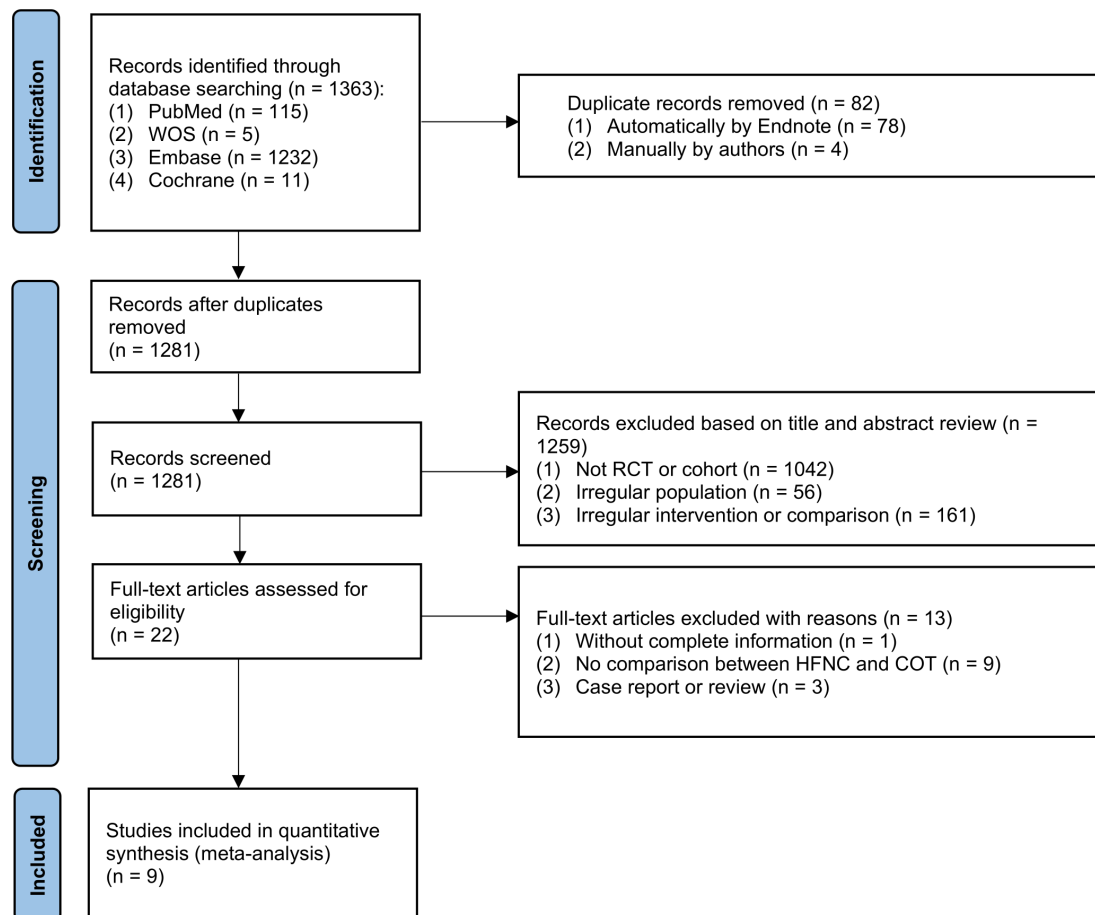 Identification
Records identified through
database searching (n = 1363):
(1) PubMed (n = 115)
(2) WOS (n = 5)
(3) Embase (n = 1232)
(4) Cochrane (n = 11)
Duplicate records removed (n = 82)
(1) Automatically by Endnote (n = 78)
(2) Manually by authors (n = 4)
Screening
Records after duplicates
removed
(n = 1281)
Records screened
(n = 1281)
Records excluded based on title and abstract review (n =
1259)
(1) Not RCT or cohort (n = 1042)
(2) Irregular population (n = 56)
(3) Irregular intervention or comparison (n = 161)
Full-text articles assessed for
eligibility
(n = 22)
Full-text articles excluded with reasons (n = 13)
(1) Without complete information (n = 1)
(2) No comparison between HFNC and COT (n = 9)
(3) Case report or review (n = 3)
Included
Studies included in quantitative
synthesis (meta-analysis)
(n = 9)